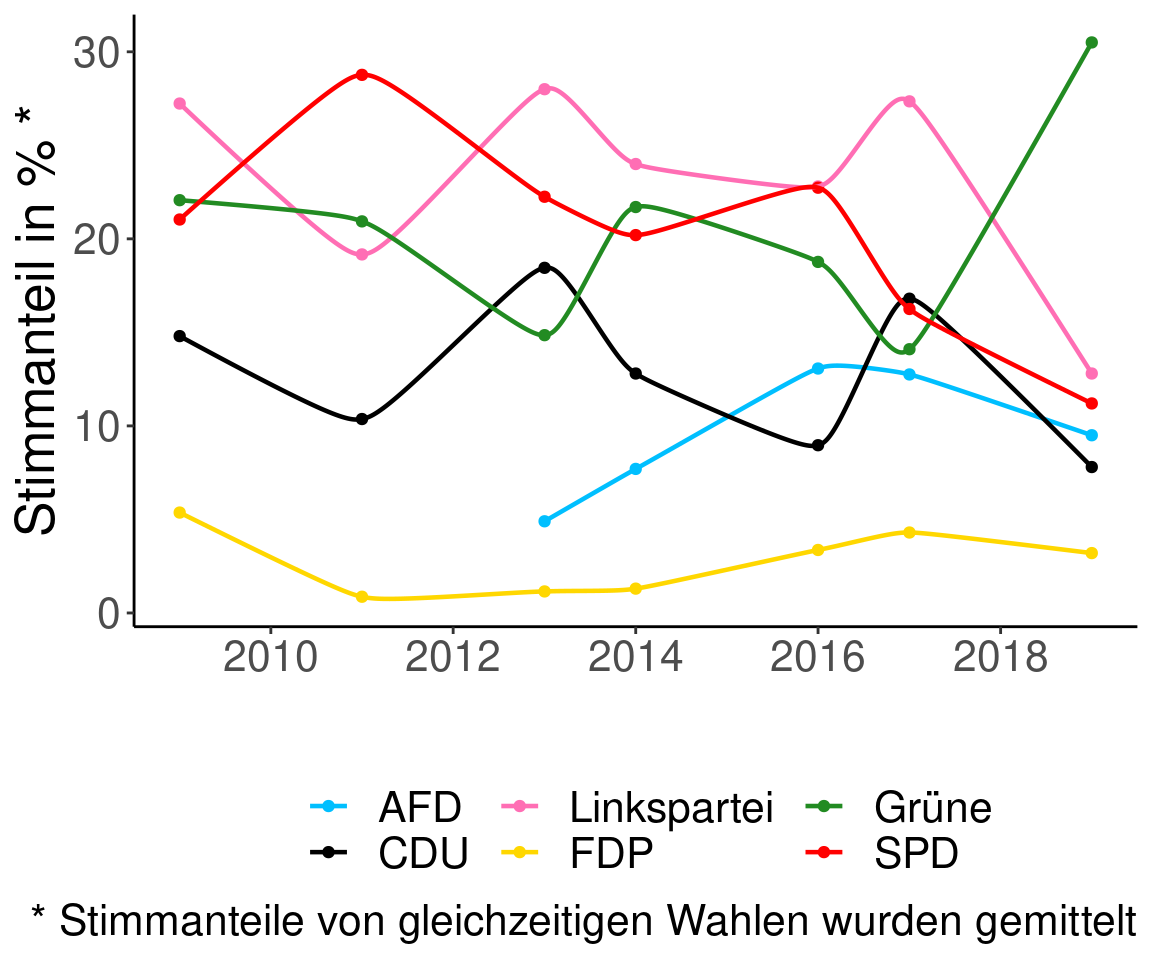 Stimmanteil in % *
30
20
10
0
2010 2012 2014 2016 2018
AFD Linkspartei Grüne
CDU FDP SPD
* Stimmanteile von gleichzeitigen Wahlen wurden gemittelt